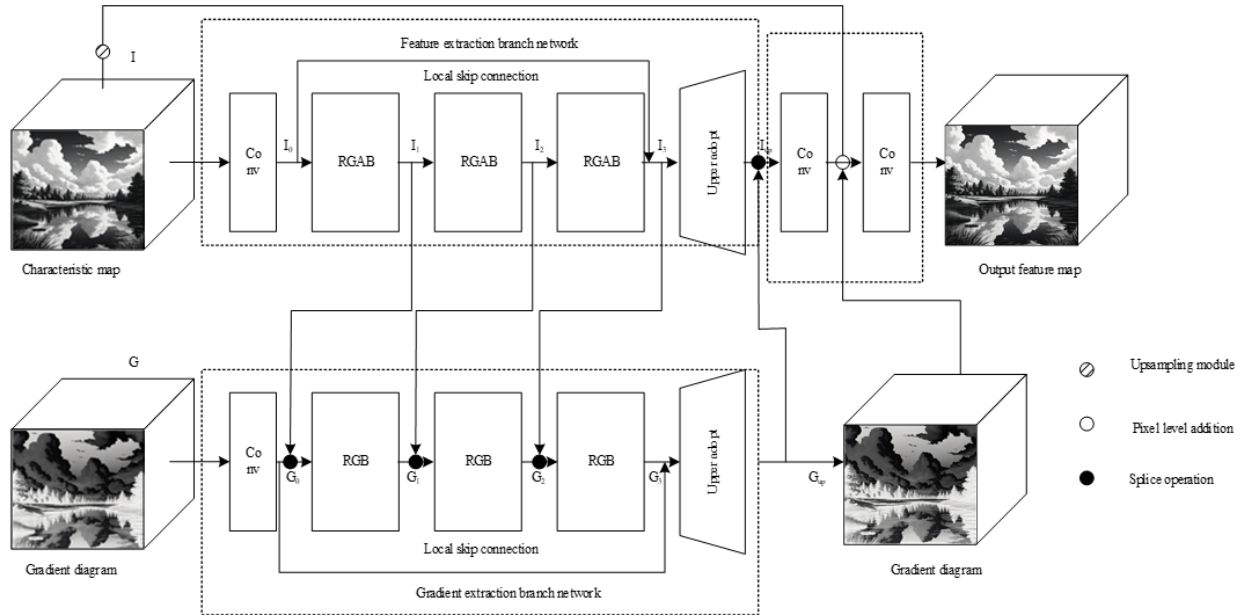 I
Feature extraction branch network
Local skip connection
Co
nv
I₀
RGAB
I₁
RGAB
I₂
RGAB
I₃
Upper adopt
Co
nv
Co
nv
Characteristic map
Output feature map
G
Co
nv
G₀
RGB
G₁
RGB
G₂
RGB
G₃
Upper adopt
Gup
Local skip connection
Gradient extraction branch network
Gradient diagram
Gradient diagram
Upsampling module
Pixel level addition
Splice operation